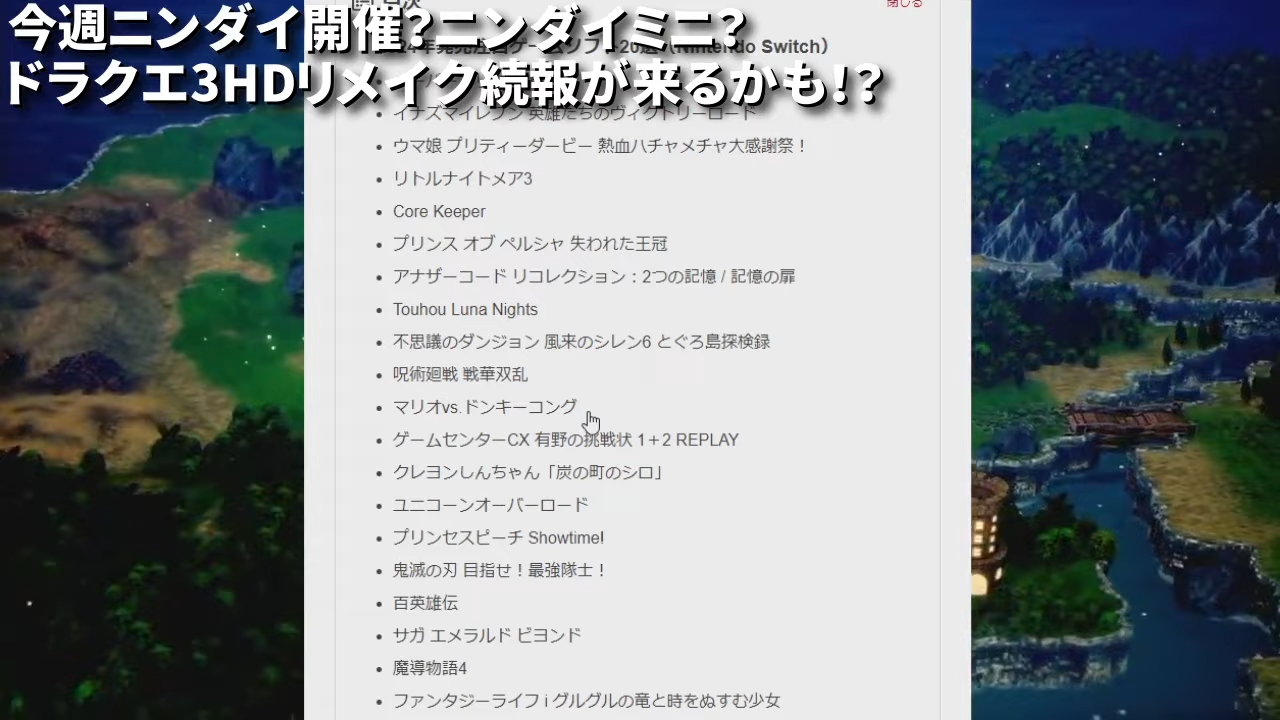 今週ニンダイ開催？ニンダイミニ？
ドラクエ3HDリメイク続報が来るかも！？
閉じる
（Nintendo Switch）
イナズマイレブン 英雄たちのヴィクトリーロード
ウマ娘 プリティーダービー 熱血ハチャメチャ大感謝祭！
リトルナイトメア3
Core Keeper
プリンス オブ ペルシャ 失われた王冠
アナザーコード リコレクション：2つの記憶 / 記憶の扉
Touhou Luna Nights
不思議のダンジョン 風来のシレン6 とぐろ島探検録
呪術廻戦 戦華双乱
マリオvs.ドンキーコング
ゲームセンターCX 有野の挑戦状 1＋2 REPLAY
クレヨンしんちゃん「炭の町のシロ」
ユニコーンオーバーロード
プリンセスピーチ Showtime!
鬼滅の刃 目指せ！最強隊士！
百英雄伝
サガ エメラルド ビヨンド
魔導物語4
ファンタジーライフ i グルグルの竜と時をぬすむ少女